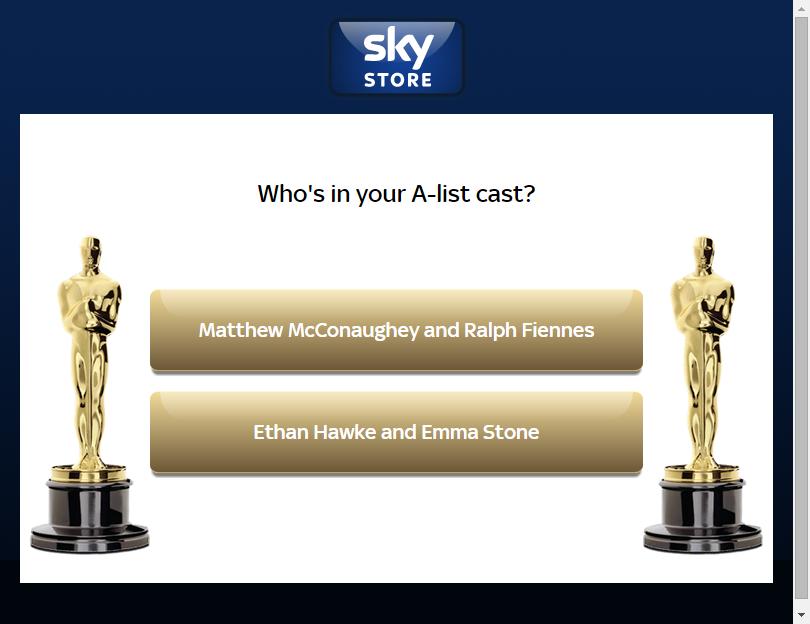 sky
STORE
Who's in your A-list cast?
Matthew McConaughey and Ralph Fiennes
Ethan Hawke and Emma Stone